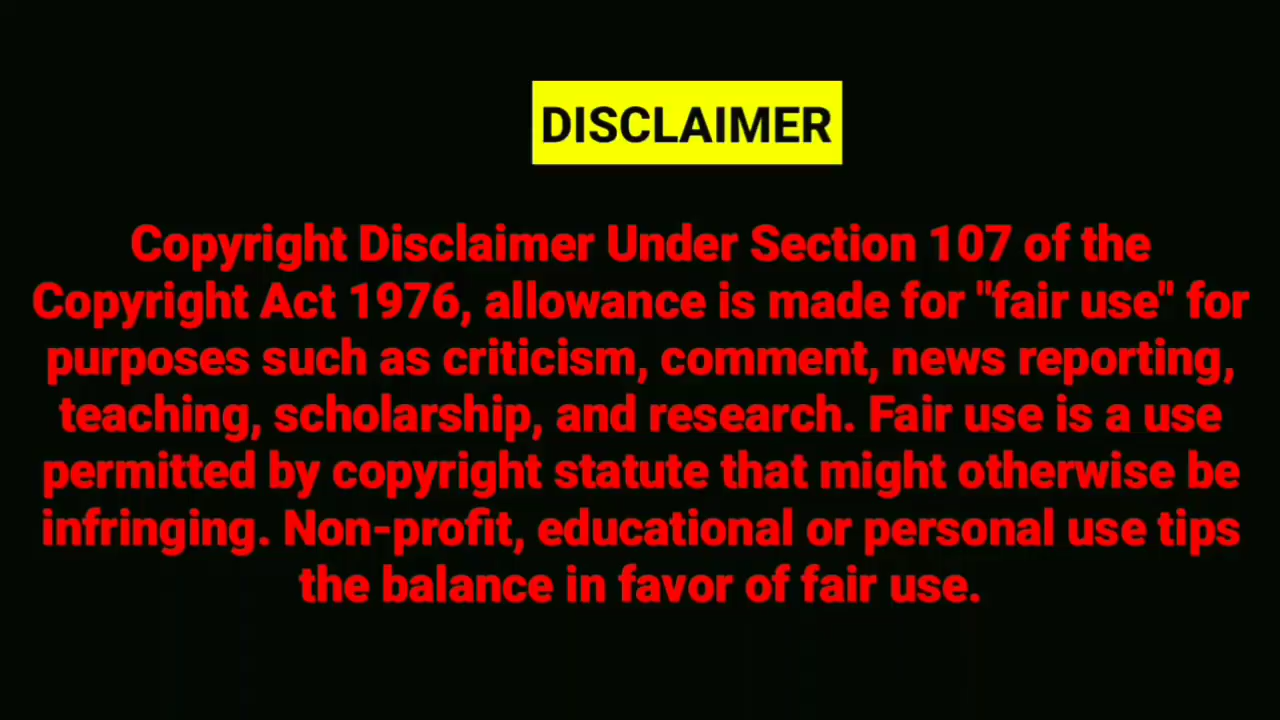 DISCLAIMER
Copyright Disclaimer Under Section 107 of the
Copyright Act 1976, allowance is made for "fair use" for
purposes such as criticism, comment, news reporting,
teaching, scholarship, and research. Fair use is a use
permitted by copyright statute that might otherwise be
infringing. Non-profit, educational or personal use tips
the balance in favor of fair use.